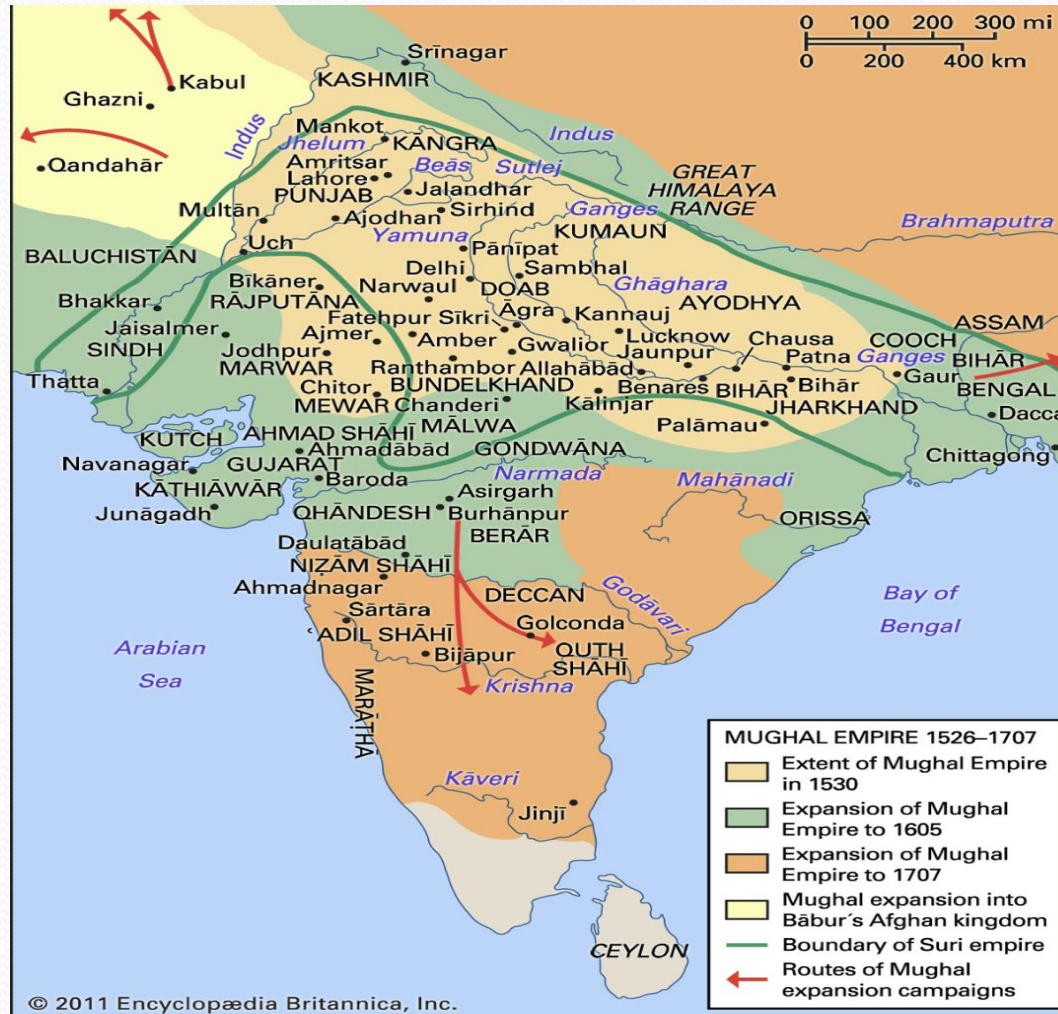 0 100 200 300 mi
0 200 400 km
Srīnagar
KASHMIR
Kabul
Ghazni
Qandahār
Indus
Mankot
Jhelum
KĀNGRA
Indus
Amritsar
Beās
Sutlej
Lahore
PUNJAB
Jalandhar
GREAT
HIMALAYA
RANGE
Multān
Ajodhan
Sirhind
Ganges
KUMAUN
Brahmaputra
Yamuna
Uch
Pānīpat
BALUCHISTĀN
Delhi
Sambhal
Bīkāner
Narwaul
DOAB
Ghāghara
Bhakkar
RĀJPUTĀNA
AYODHYA
Fatehpur Sīkri
Āgra
Kannauj
ASSAM
Jaisalmer
Ajmer
Amber
Lucknow
Chausa
COOCH
BIHĀR
SINDH
Gwalior
Jaunpur
Patna
Ganges
Jodhpur
MARWAR
Ranthambor
Allahābād
Gaur
BENGAL
Thatta
Chitor
BUNDELKHAND
Benares
BIHĀR
Bihār
MEWAR
Chanderi
Kālinjar
JHARKHAND
Dacca
MĀLWA
Palāmau
KUTCH
AHMAD SHĀHĪ
Ahmadābād
GONDWĀNA
Chittagong
Navanagar
GUJARAT
Narmada
Mahānadi
KĀTHIĀWĀR
Baroda
Asirgarh
Junāgadh
QHĀNDESH
Burhānpur
ORISSA
BERĀR
Daulatābād
NIẒĀM SHĀHĪ
Ahmadnagar
DECCAN
Godāvari
Bay of
Bengal
Sārtāra
Golconda
ʿADIL SHĀHĪ
QUTH
SHĀHĪ
Arabian
Sea
Bijāpur
Krishna
MARĀṬHĀ
Kāveri
Jinjī
CEYLON
MUGHAL EMPIRE 1526–1707
Extent of Mughal Empire
in 1530
Expansion of Mughal
Empire to 1605
Expansion of Mughal
Empire to 1707
Mughal expansion into
Bābur´s Afghan kingdom
Boundary of Suri empire
Routes of Mughal
expansion campaigns
© 2011 Encyclopædia Britannica, Inc.